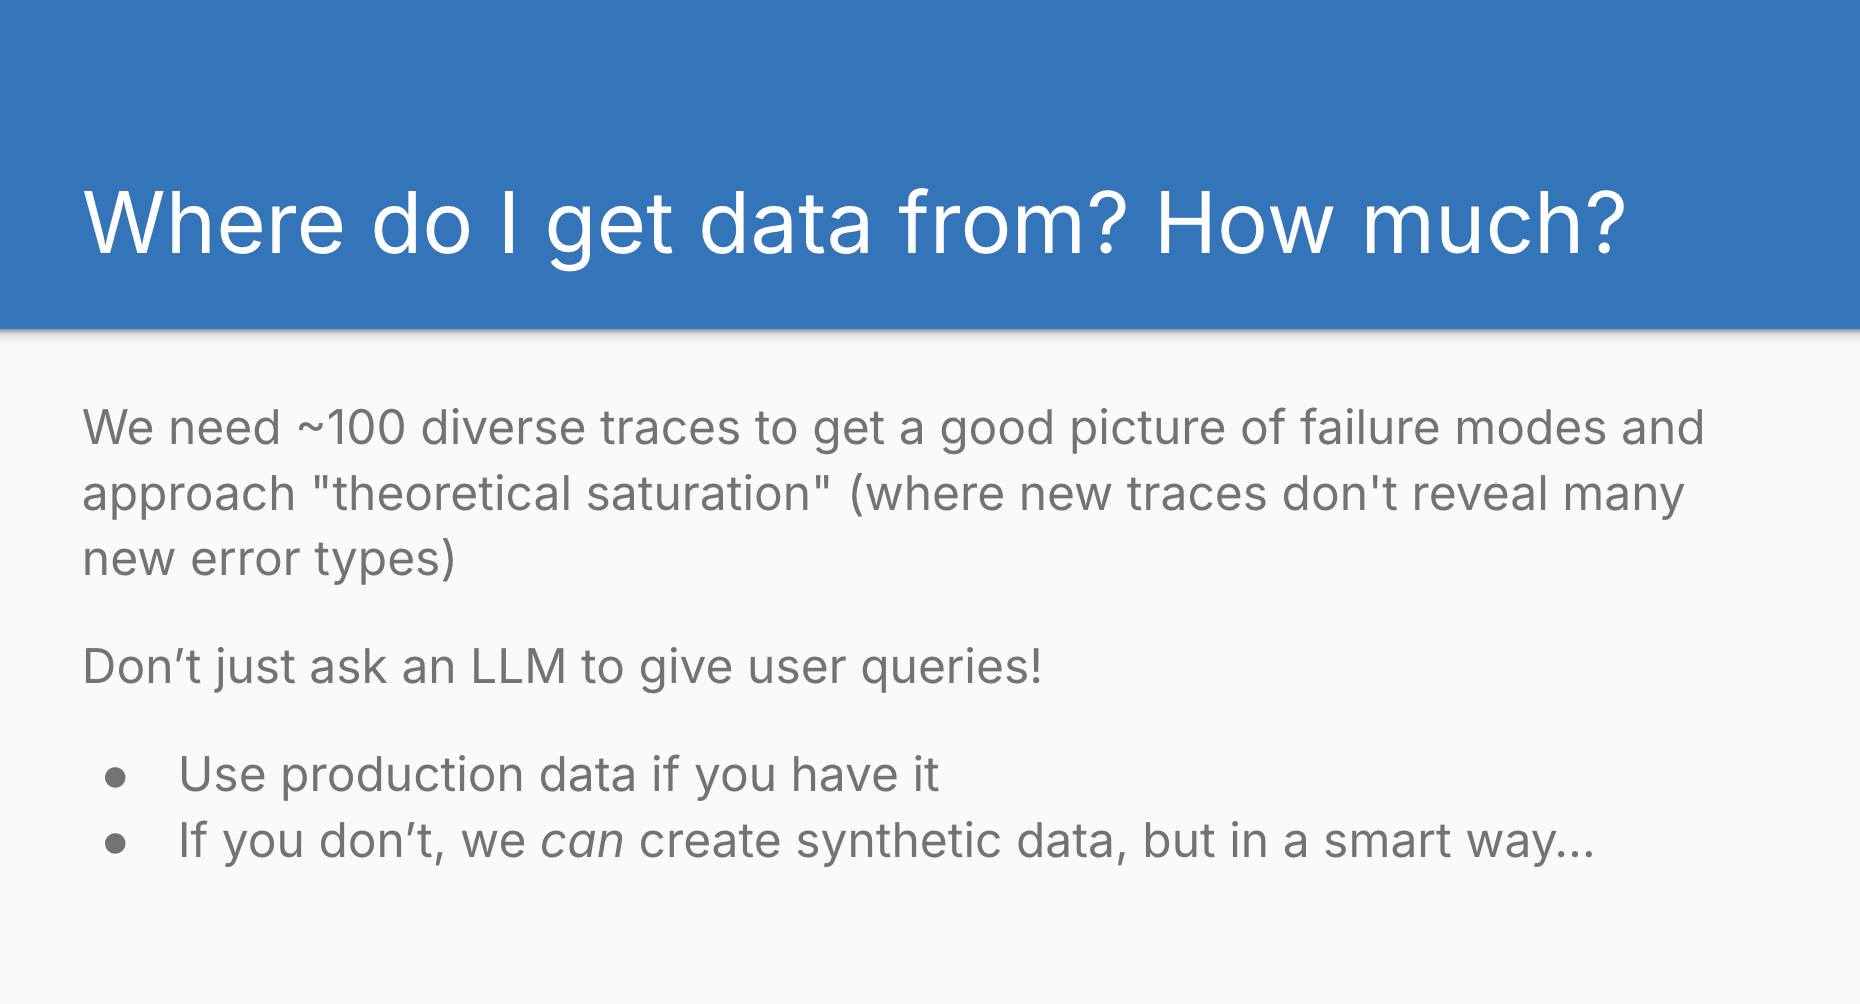 Where do I get data from? How much?
We need ~100 diverse traces to get a good picture of failure modes and
approach "theoretical saturation" (where new traces don't reveal many
new error types)
Don’t just ask an LLM to give user queries!
● Use production data if you have it
● If you don’t, we can create synthetic data, but in a smart way...